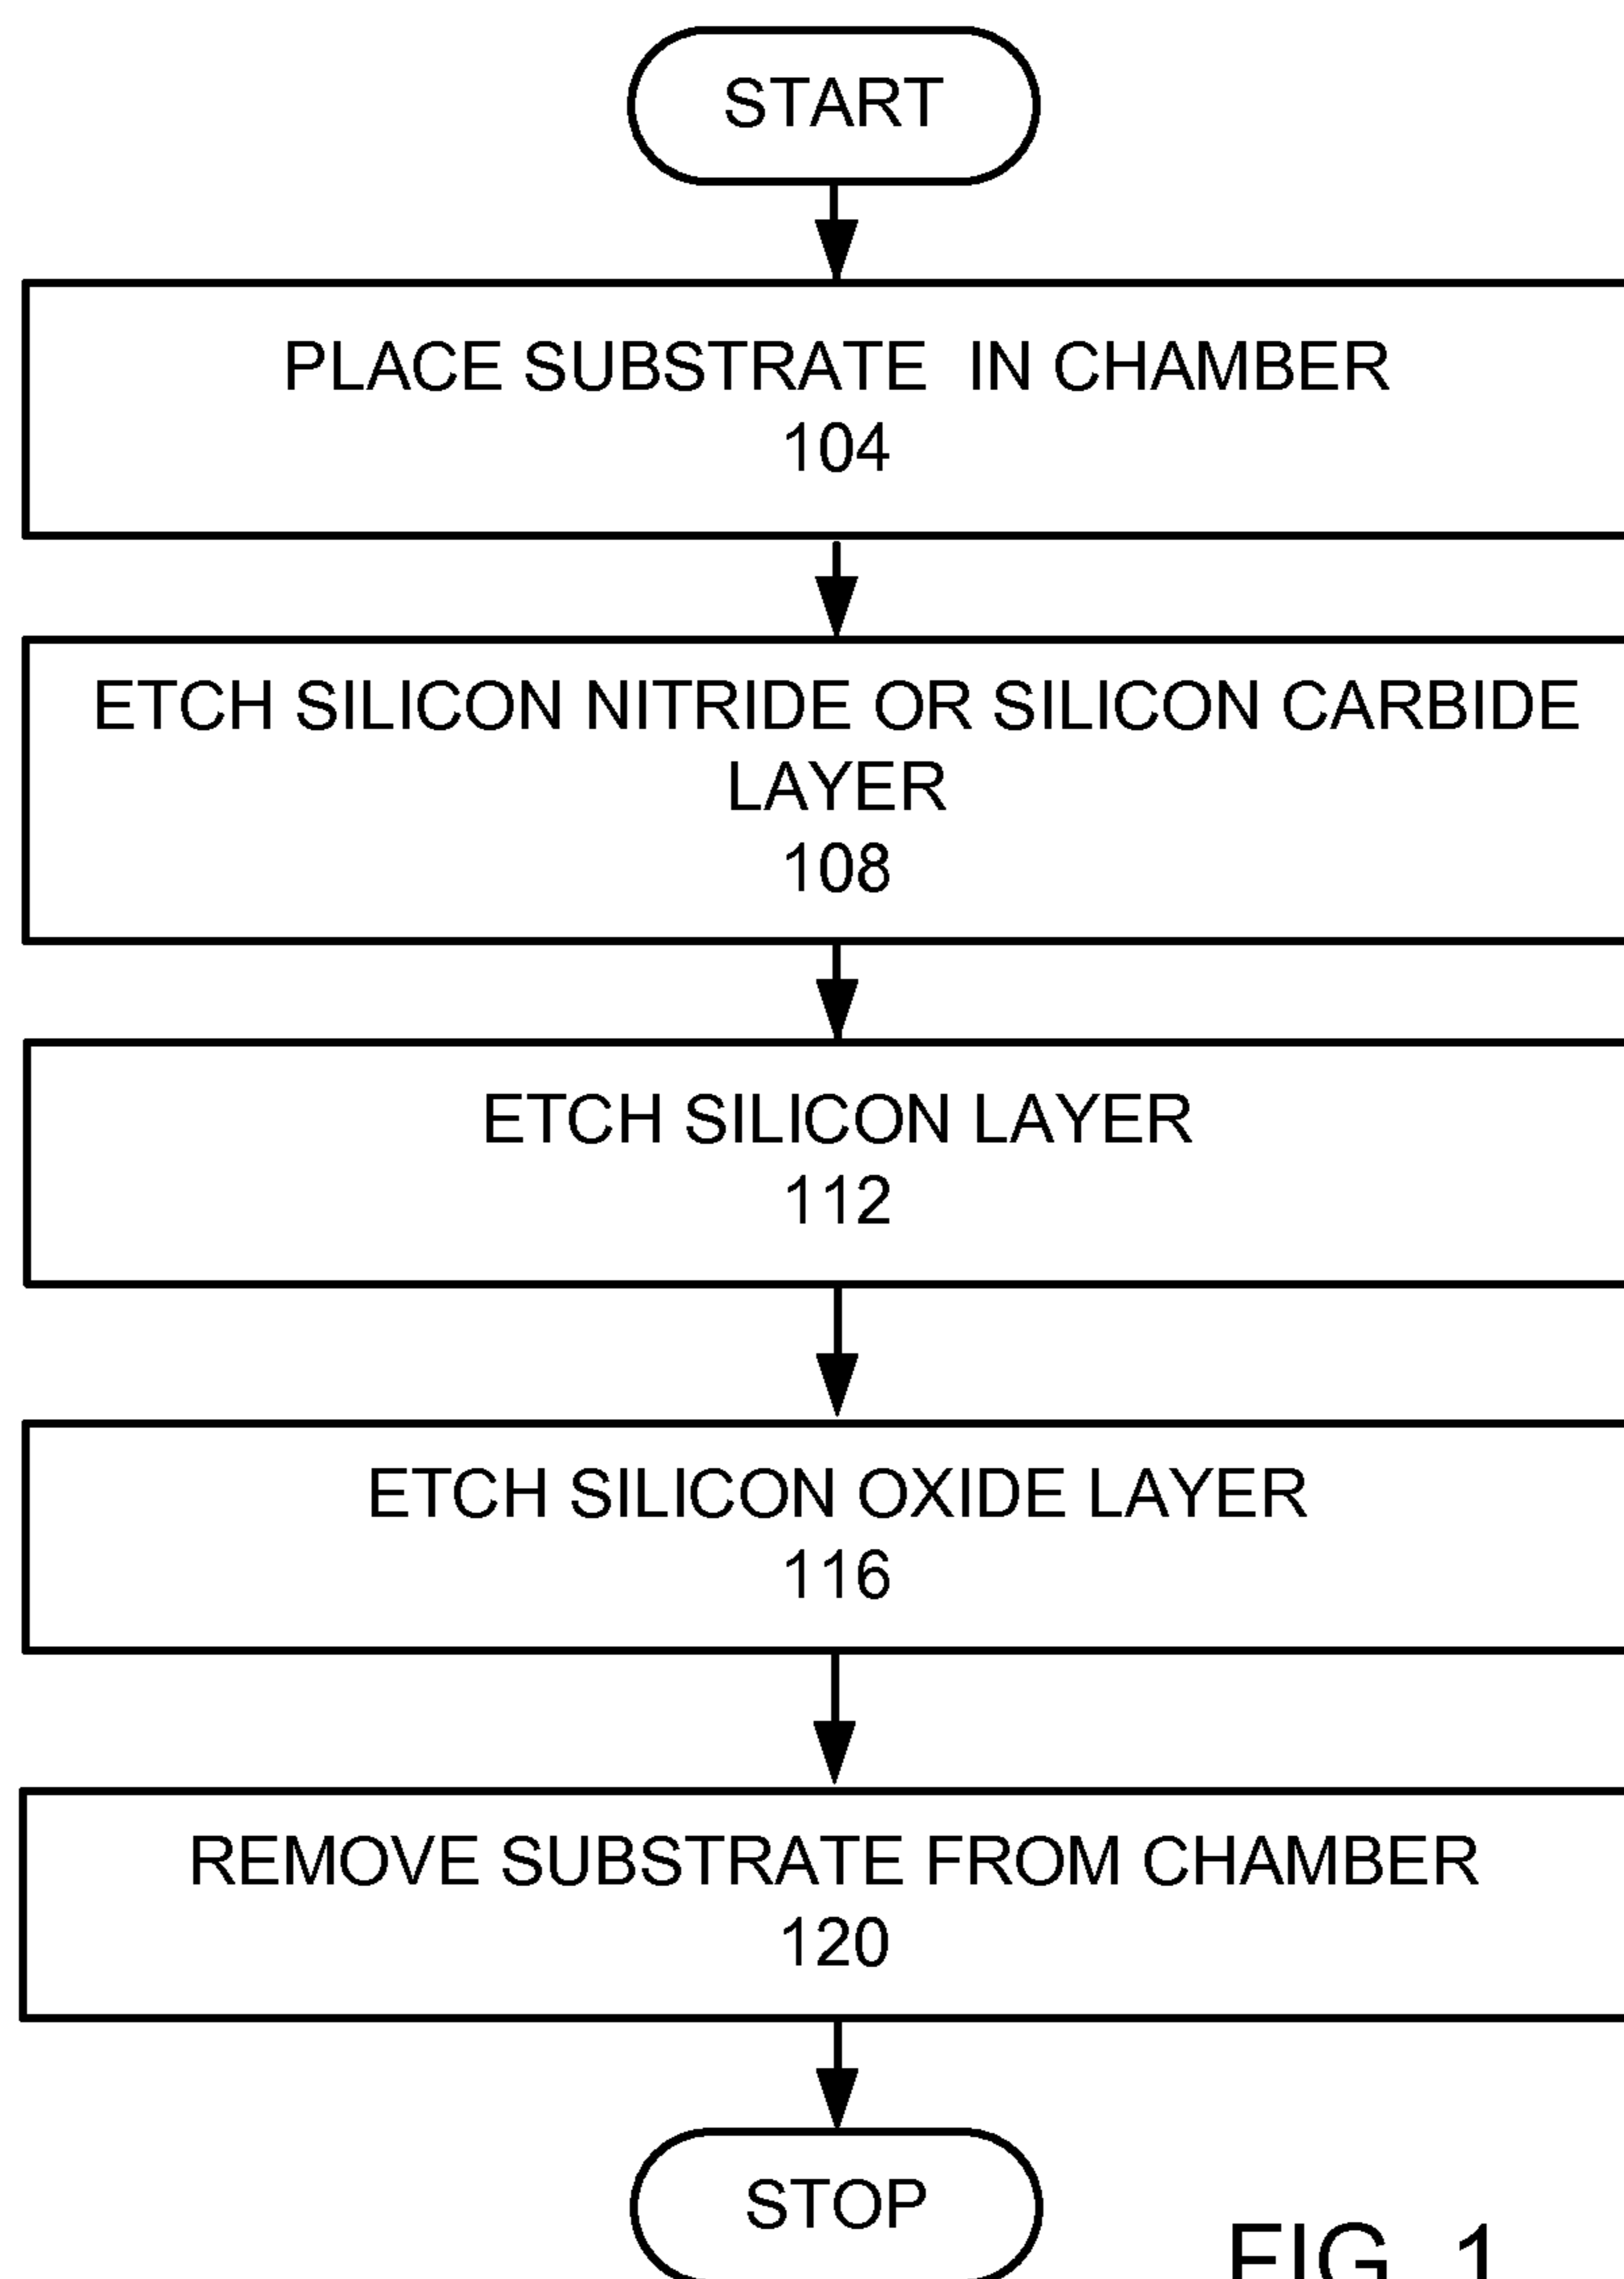 START
PLACE SUBSTRATE IN CHAMBER
104
ETCH SILICON NITRIDE OR SILICON CARBIDE
LAYER
108
ETCH SILICON LAYER
112
ETCH SILICON OXIDE LAYER
116
REMOVE SUBSTRATE FROM CHAMBER
120
STOP
FIG. 1